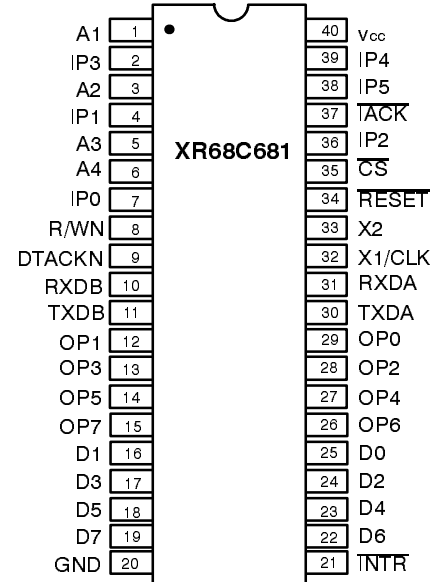 A1 1 40 Vcc
IP3 2 39 IP4
A2 3 38 IP5
IP1 4 37 IACK
A3 5 36 IP2
A4 6 35 CS
IP0 7 34 RESET
R/WN 8 33 X2
DTACKN 9 32 X1/CLK
RXDB 10 31 RXDA
TXDB 11 30 TXDA
OP1 12 29 OP0
OP3 13 28 OP2
OP5 14 27 OP4
OP7 15 26 OP6
D1 16 25 D0
D3 17 24 D2
D5 18 23 D4
D7 19 22 D6
GND 20 21 INTR
XR68C681